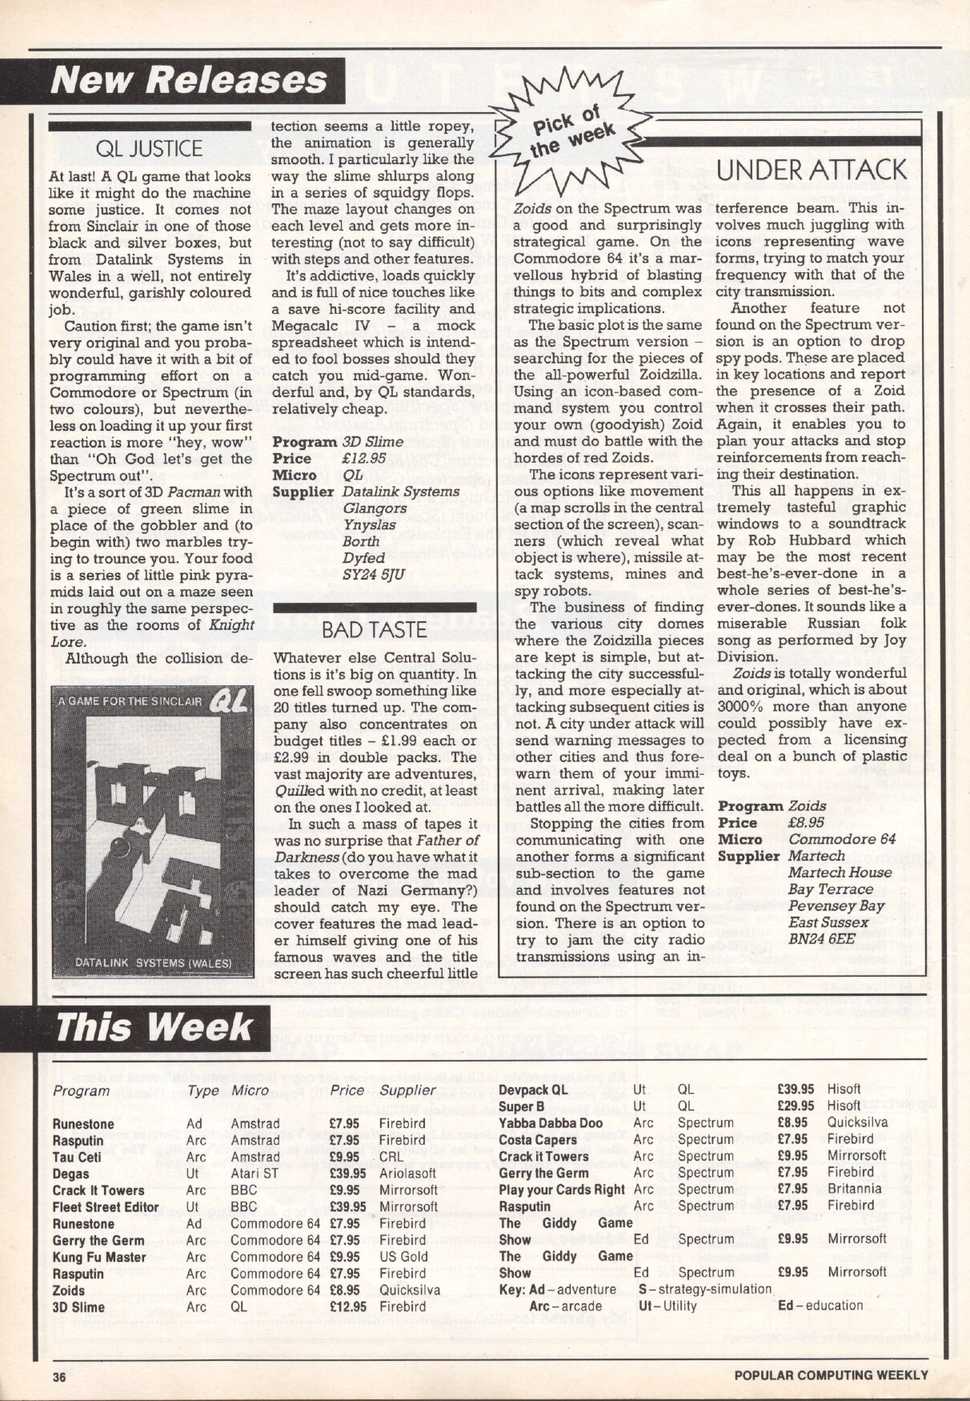 New Releases
QL JUSTICE
At last! A QL game that looks
like it might do the machine
some justice. It comes not
from Sinclair in one of those
black and silver boxes, but
from Datalink Systems in
Wales in a well, not entirely
wonderful, garishly coloured
job.
Caution first; the game isn't
very original and you proba-
bly could have it with a bit of
programming effort on a
Commodore or Spectrum (in
two colours), but neverthe-
less on loading it up your first
reaction is more "hey, wow"
than "Oh God let's get the
Spectrum out".
It's a sort of 3D Pacman with
a piece of green slime in
place of the gobbler and (to
begin with) two marbles try-
ing to trounce you. Your food
is a series of little pink pyra-
mids laid out on a maze seen
in roughly the same perspec-
tive as the rooms of Knight
Lore.
Although the collision de-
A GAME FOR THE SINCLAIR QL
3D SLIME
3D SLIME
DATALINK SYSTEMS (WALES)
tection seems a little ropey,
the animation is generally
smooth. I particularly like the
way the slime shlurps along
in a series of squidgy flops.
The maze layout changes on
each level and gets more in-
teresting (not to say difficult)
with steps and other features.
It's addictive, loads quickly
and is full of nice touches like
a save hi-score facility and
Megacalc IV – a mock
spreadsheet which is intend-
ed to fool bosses should they
catch you mid-game. Won-
derful and, by QL standards,
relatively cheap.
Program 3D Slime
Price £12.95
Micro QL
Supplier Datalink Systems
Glangors
Ynyslas
Borth
Dyfed
SY24 5JU
BAD TASTE
Whatever else Central Solu-
tions is it's big on quantity. In
one fell swoop something like
20 titles turned up. The com-
pany also concentrates on
budget titles – £1.99 each or
£2.99 in double packs. The
vast majority are adventures,
Quilled with no credit, at least
on the ones I looked at.
In such a mass of tapes it
was no surprise that Father of
Darkness (do you have what it
takes to overcome the mad
leader of Nazi Germany?)
should catch my eye. The
cover features the mad lead-
er himself giving one of his
famous waves and the title
screen has such cheerful little
Pick of
the week
UNDER ATTACK
Zoids on the Spectrum was
a good and surprisingly
strategical game. On the
Commodore 64 it's a mar-
vellous hybrid of blasting
things to bits and complex
strategic implications.
The basic plot is the same
as the Spectrum version –
searching for the pieces of
the all-powerful Zoidzilla.
Using an icon-based com-
mand system you control
your own (goodyish) Zoid
and must do battle with the
hordes of red Zoids.
The icons represent vari-
ous options like movement
(a map scrolls in the central
section of the screen), scan-
ners (which reveal what
object is where), missile at-
tack systems, mines and
spy robots.
The business of finding
the various city domes
where the Zoidzilla pieces
are kept is simple, but at-
tacking the city successful-
ly, and more especially at-
tacking subsequent cities is
not. A city under attack will
send warning messages to
other cities and thus fore-
warn them of your immi-
nent arrival, making later
battles all the more difficult.
Stopping the cities from
communicating with one
another forms a significant
sub-section to the game
and involves features not
found on the Spectrum ver-
sion. There is an option to
try to jam the city radio
transmissions using an in-
terference beam. This in-
volves much juggling with
icons representing wave
forms, trying to match your
frequency with that of the
city transmission.
Another feature not
found on the Spectrum ver-
sion is an option to drop
spy pods. These are placed
in key locations and report
the presence of a Zoid
when it crosses their path.
Again, it enables you to
plan your attacks and stop
reinforcements from reach-
ing their destination.
This all happens in ex-
tremely tasteful graphic
windows to a soundtrack
by Rob Hubbard which
may be the most recent
best-he's-ever-done in a
whole series of best-he's-
ever-dones. It sounds like a
miserable Russian folk
song as performed by Joy
Division.
Zoids is totally wonderful
and original, which is about
3000% more than anyone
could possibly have ex-
pected from a licensing
deal on a bunch of plastic
toys.
Program Zoids
Price £8.95
Micro Commodore 64
Supplier Martech
Martech House
Bay Terrace
Pevensey Bay
East Sussex
BN24 6EE
This Week
Program Type Micro Price Supplier
Runestone Ad Amstrad £7.95 Firebird
Rasputin Arc Amstrad £7.95 Firebird
Tau Ceti Arc Amstrad £9.95 CRL
Degas Ut Atari ST £39.95 Ariolasoft
Crack It Towers Arc BBC £9.95 Mirrorsoft
Fleet Street Editor Ut BBC £39.95 Mirrorsoft
Runestone Ad Commodore 64 £7.95 Firebird
Gerry the Germ Arc Commodore 64 £7.95 Firebird
Kung Fu Master Arc Commodore 64 £9.95 US Gold
Rasputin Arc Commodore 64 £7.95 Firebird
Zoids Arc Commodore 64 £8.95 Quicksilva
3D Slime Arc QL £12.95 Firebird
Devpack QL Ut QL £39.95 Hisoft
Super B Ut QL £29.95 Hisoft
Yabba Dabba Doo Arc Spectrum £8.95 Quicksilva
Costa Capers Arc Spectrum £7.95 Firebird
Crack it Towers Arc Spectrum £9.95 Mirrorsoft
Gerry the Germ Arc Spectrum £7.95 Firebird
Play your Cards Right Arc Spectrum £7.95 Britannia
Rasputin Arc Spectrum £7.95 Firebird
The Giddy Game
Show Ed Spectrum £9.95 Mirrorsoft
The Giddy Game
Show Ed Spectrum £9.95 Mirrorsoft
Key: Ad – adventure S – strategy-simulation
Arc – arcade Ut – Utility Ed – education
36
POPULAR COMPUTING WEEKLY